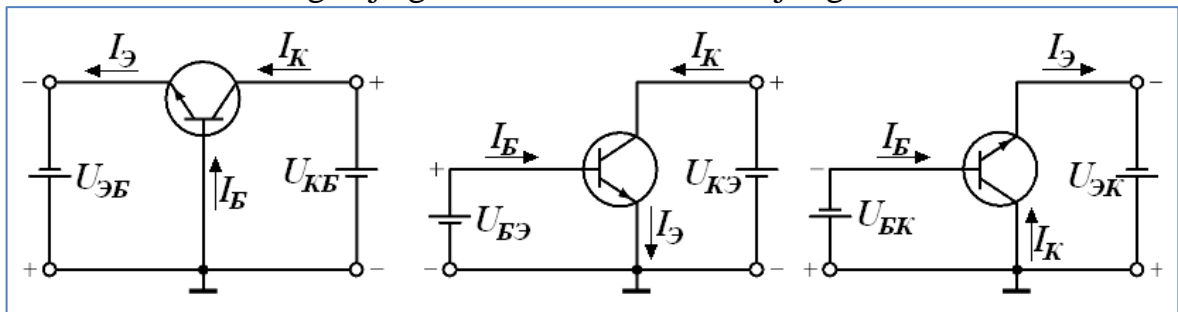 I_Э I_К
− +
U_ЭБ I_Б U_КБ
+ −
I_К
+
I_Б
+
U_БЭ U_КЭ
I_Э
− −
I_Э
−
I_Б
−
U_БК U_ЭК
I_К
+ +